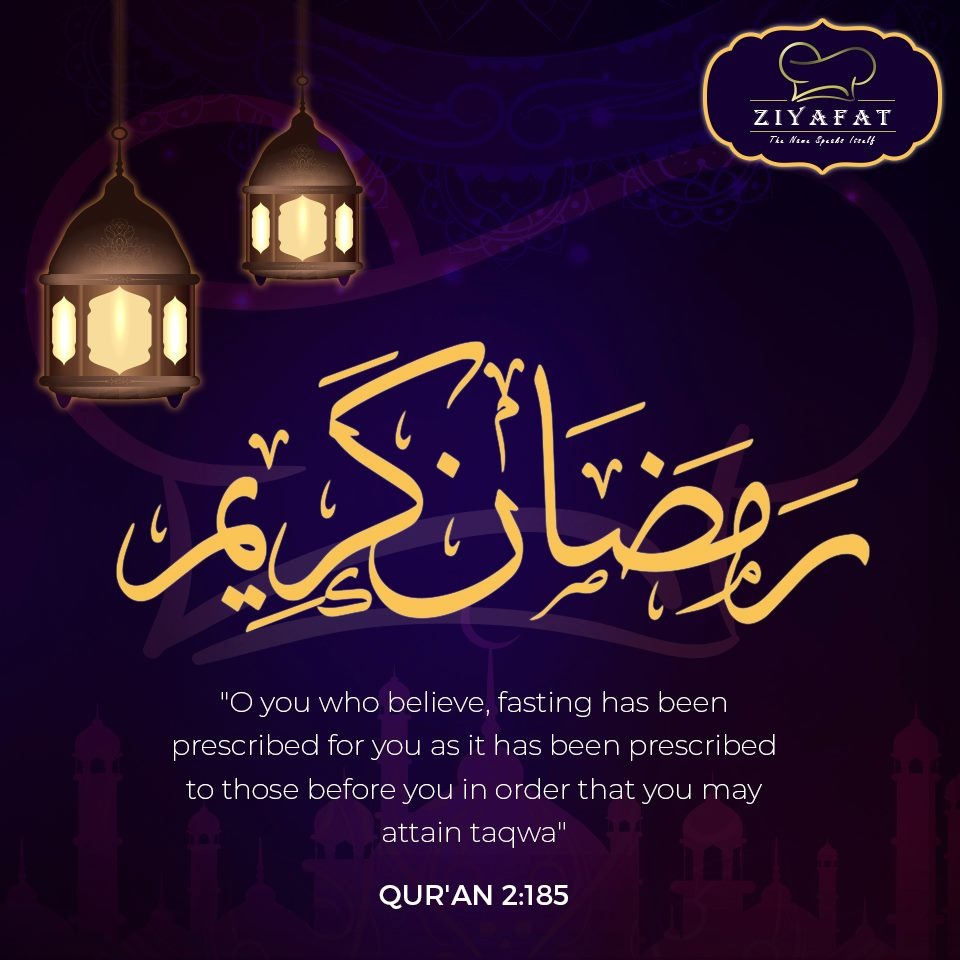 ZIYAFAT
The Name Speaks Itself
رمضان كريم
"O you who believe, fasting has been
prescribed for you as it has been prescribed
to those before you in order that you may
attain taqwa"
QUR'AN 2:185